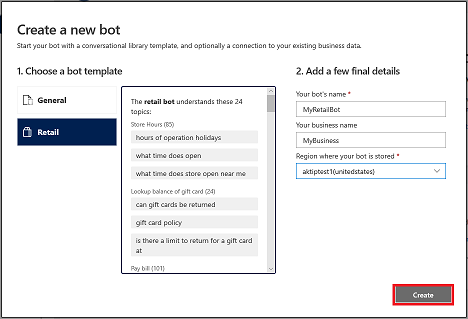 Create a new bot
Start your bot with a conversational library template, and optionally a connection to your existing business data.
1. Choose a bot template
General
Retail
The retail bot understands these 24
topics:
Store Hours (85)
hours of operation holidays
what time does open
what time does store open near me
Lookup balance of gift card (24)
can gift cards be returned
gift card policy
is there a limit to return for a gift card
at
Pay bill (101)
2. Add a few final details
Your bot's name *
MyRetailBot
Your business name
MyBusiness
Region where your bot is stored *
aktiptest1(unitedstates)
Create